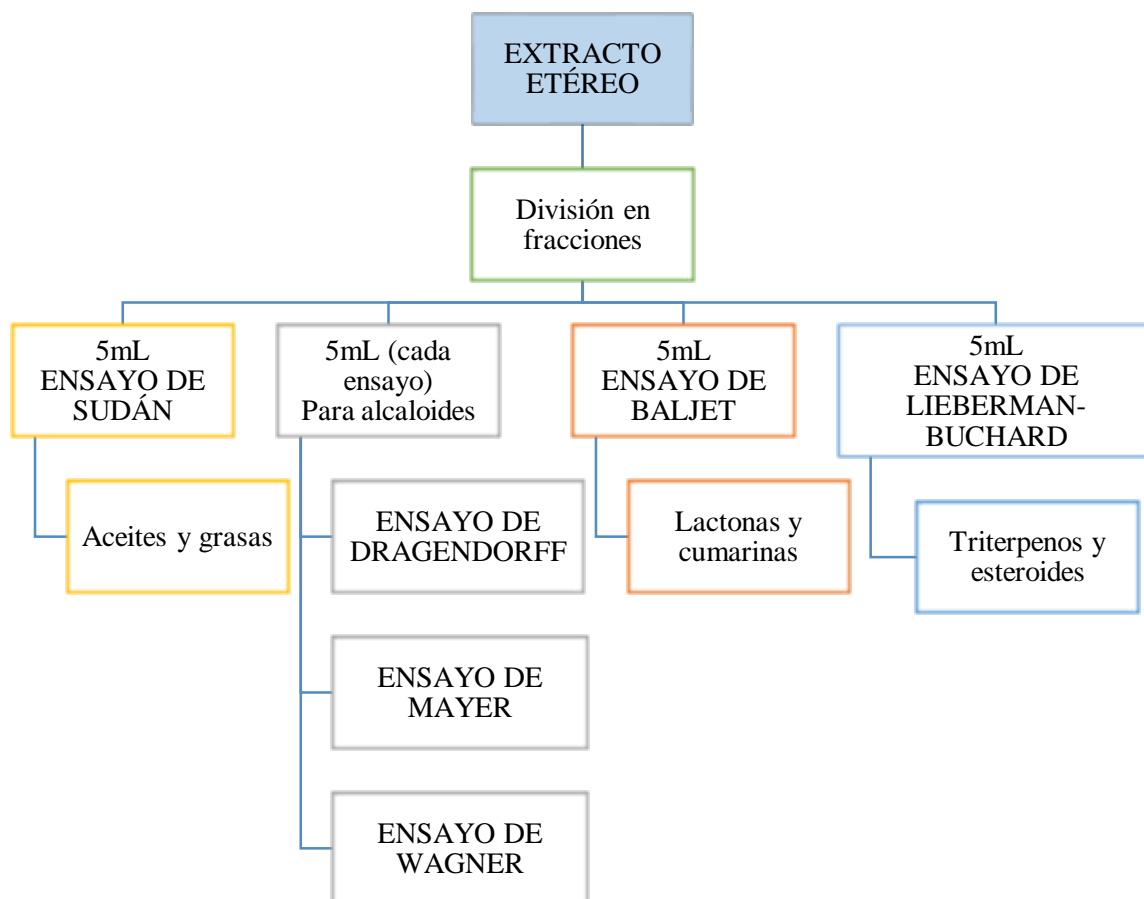 EXTRACTO
ETÉREO
División en
fracciones
5mL
ENSAYO DE
SUDÁN
Aceites y grasas
5mL (cada
ensayo)
Para alcaloides
ENSAYO DE
DRAGENDORFF
ENSAYO DE
MAYER
ENSAYO DE
WAGNER
5mL
ENSAYO DE
BALJET
Lactonas y
cumarinas
5mL
ENSAYO DE
LIEBERMAN-
BUCHARD
Triterpenos y
esteroides